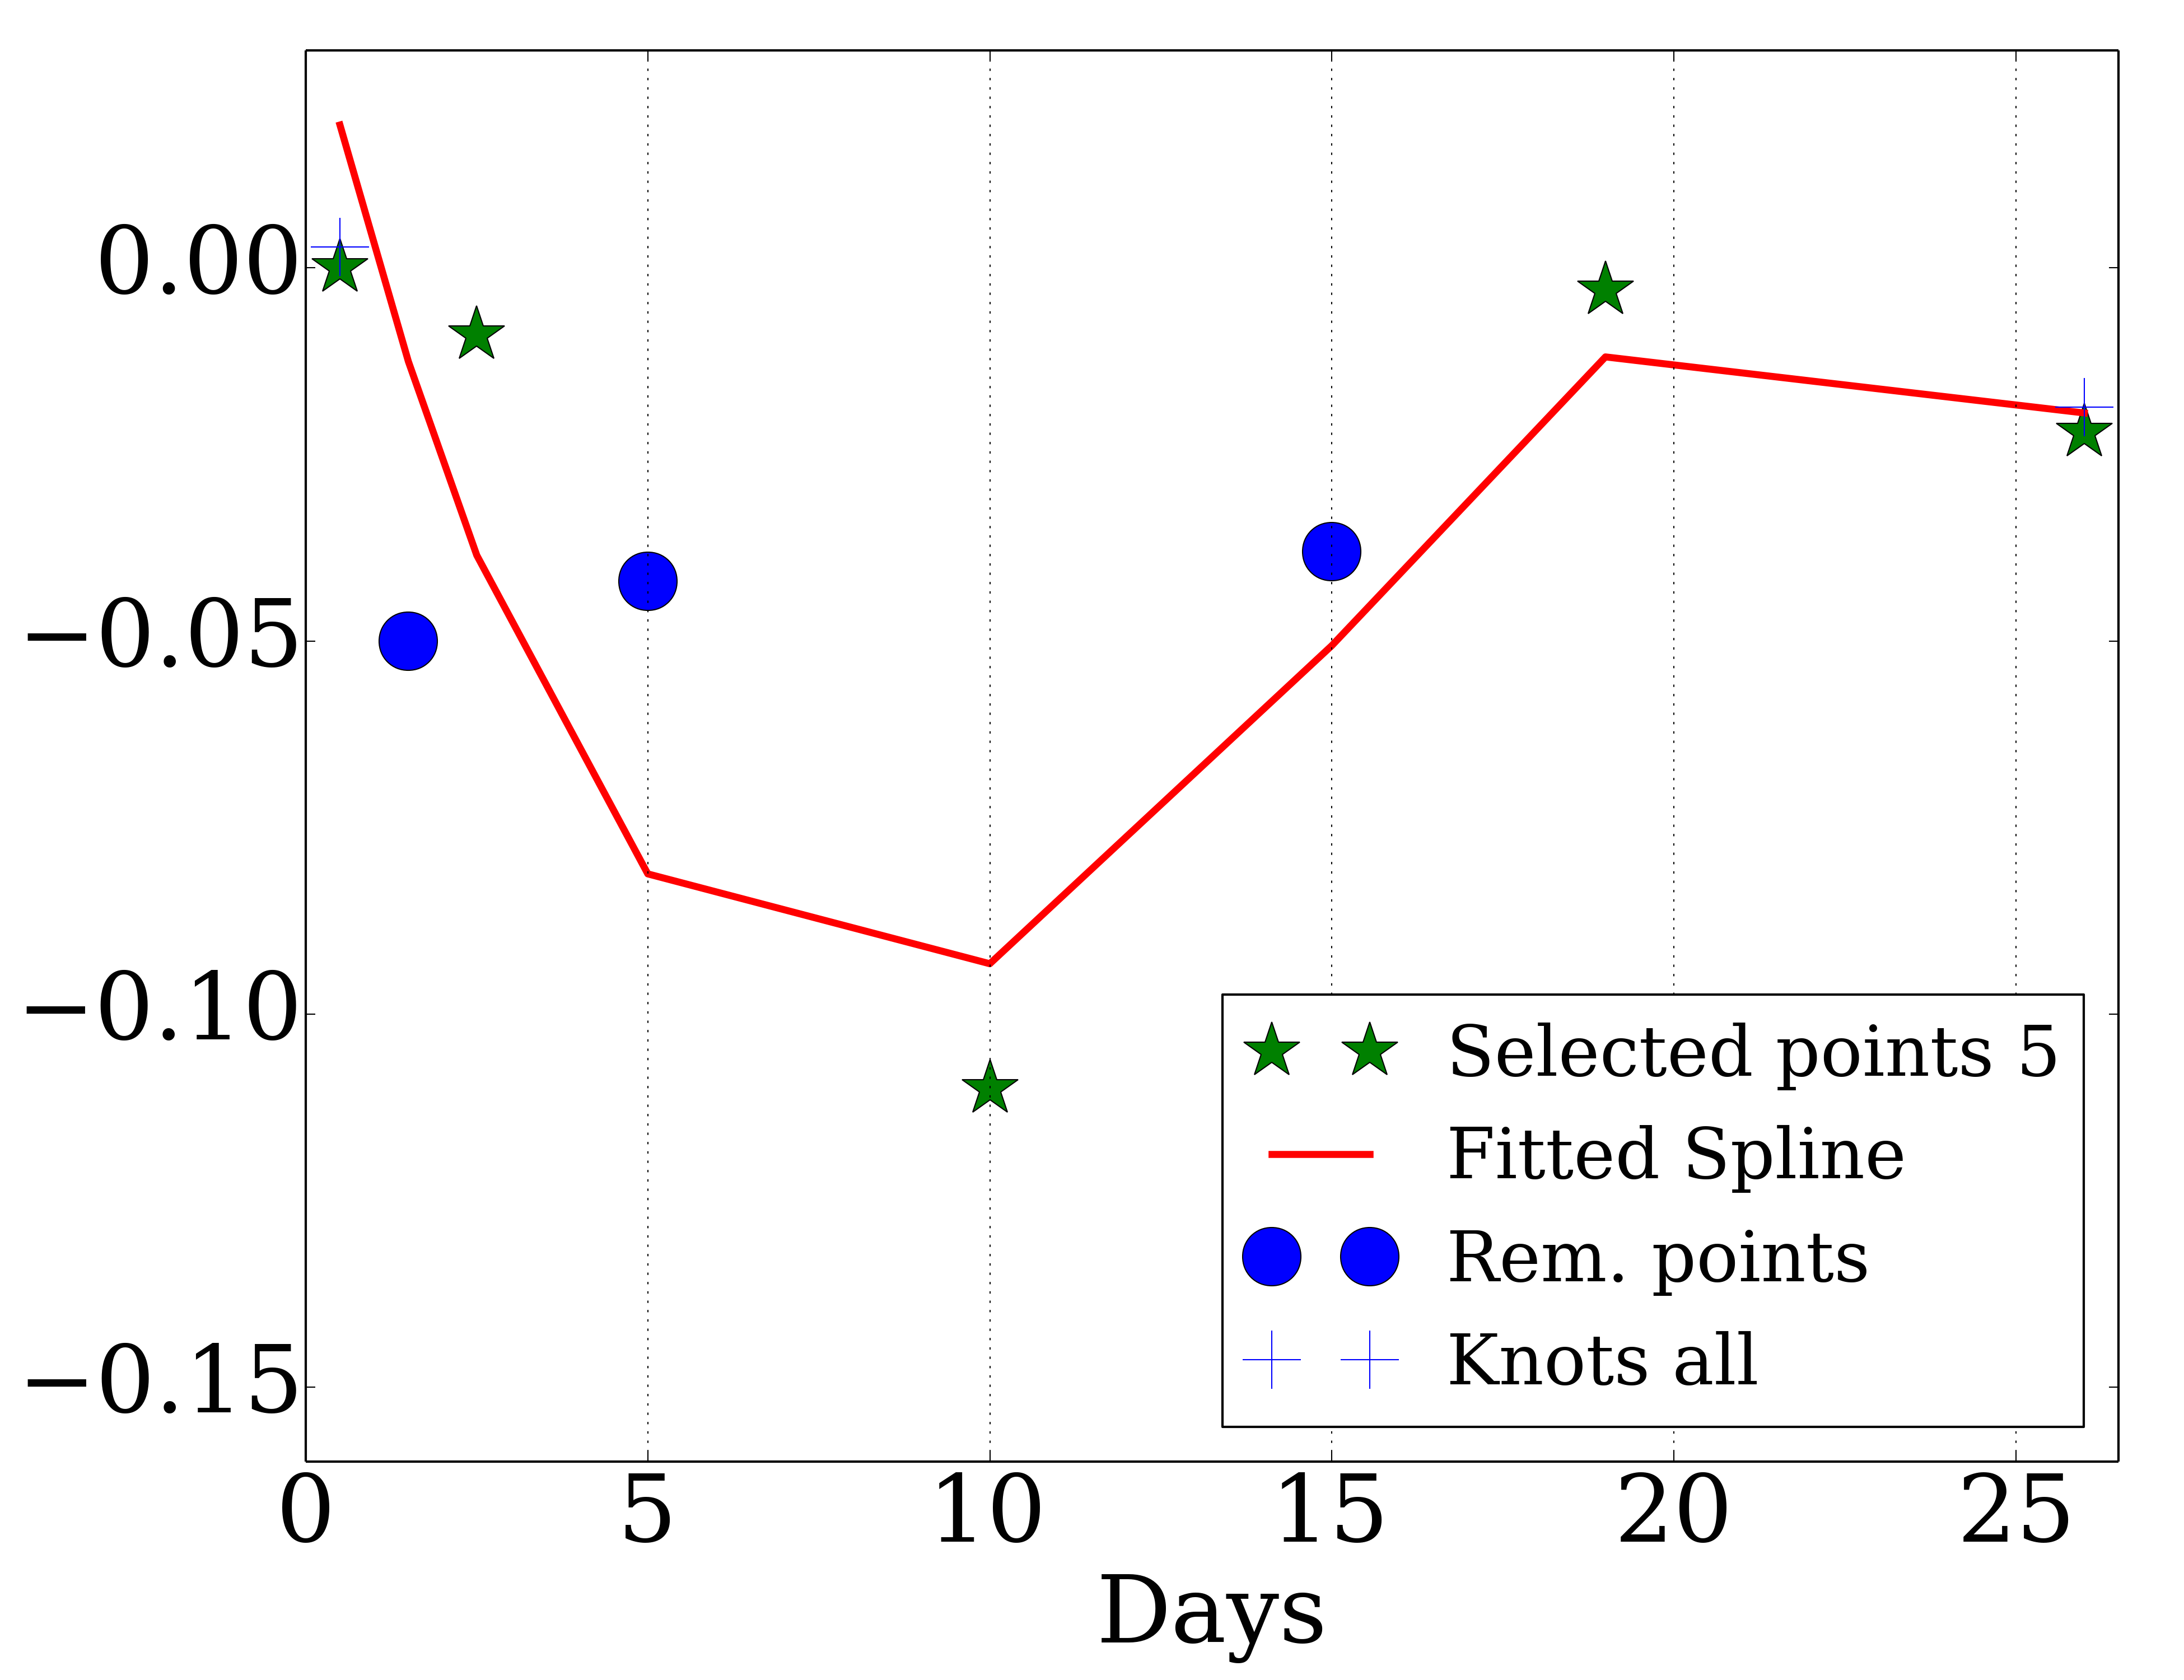 0.00
−0.05
−0.10
−0.15
Selected points 5
Fitted Spline
Rem. points
Knots all
0 5 10 15 20 25
Days